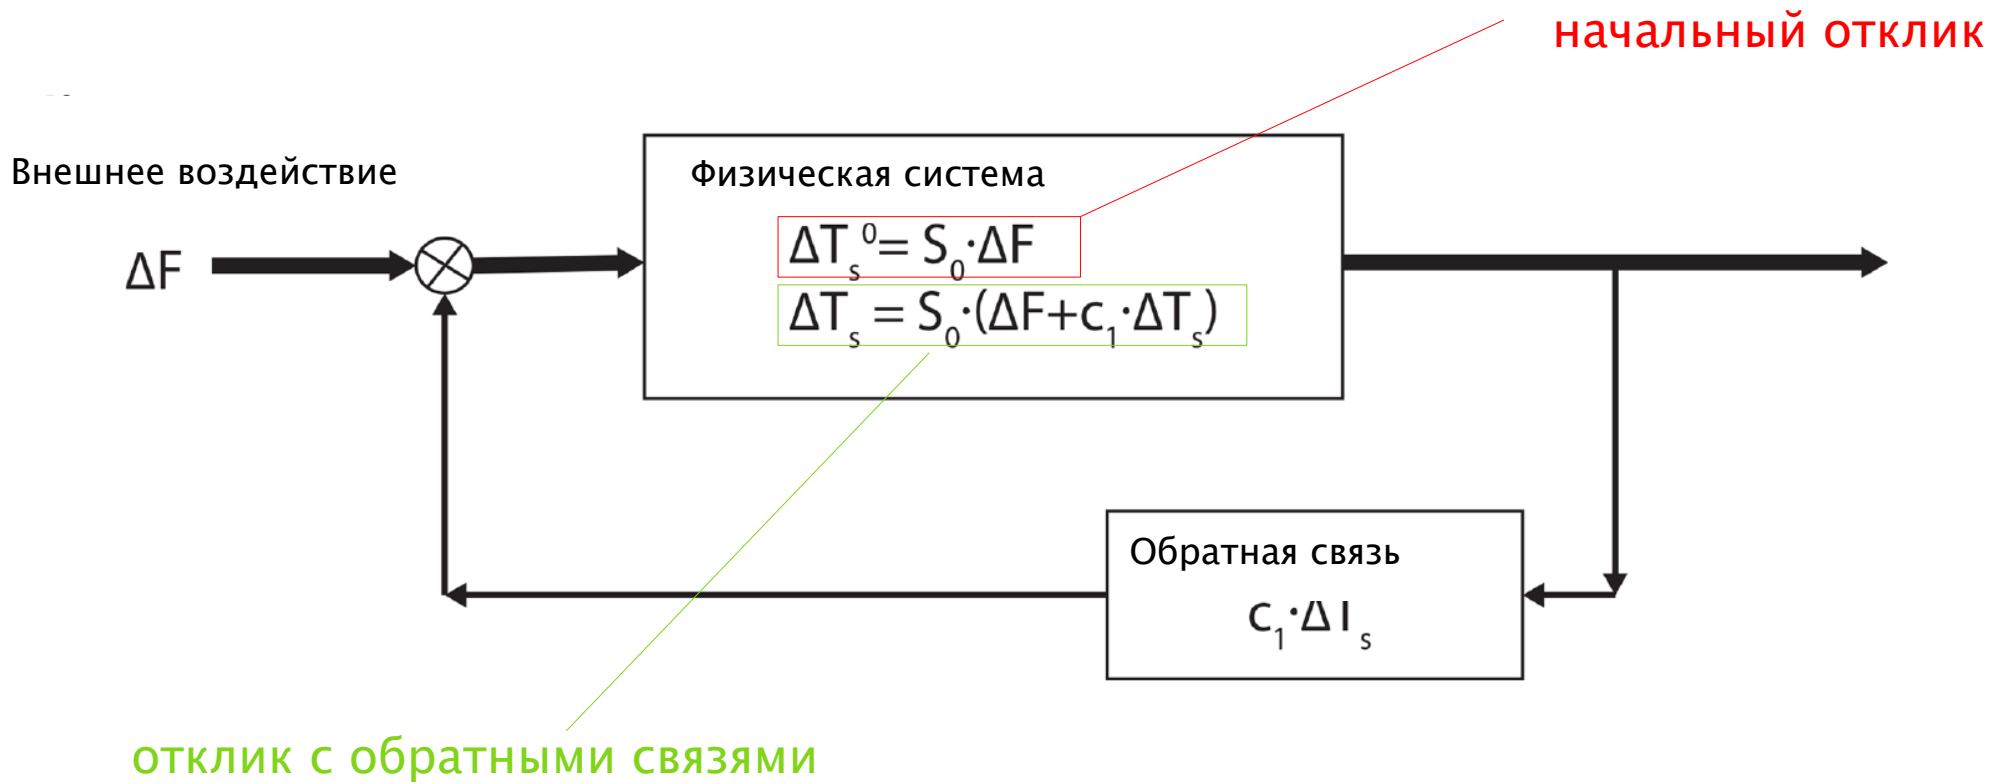 начальный отклик
Внешнее воздействие
Физическая система
ΔF
ΔTₛ⁰= S₀·ΔF
ΔTₛ = S₀·(ΔF+c₁·ΔTₛ)
Обратная связь
c₁·Δ
отклик с обратными связями